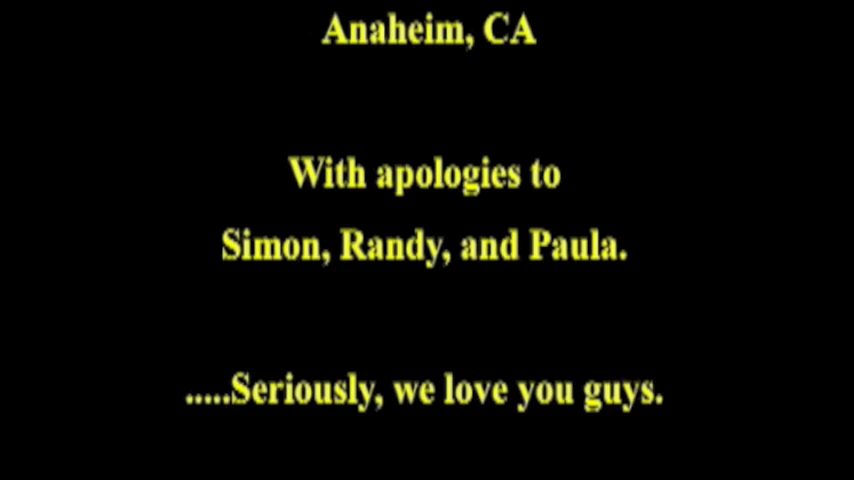 Anaheim, CA
With apologies to
Simon, Randy, and Paula.
.....Seriously, we love you guys.